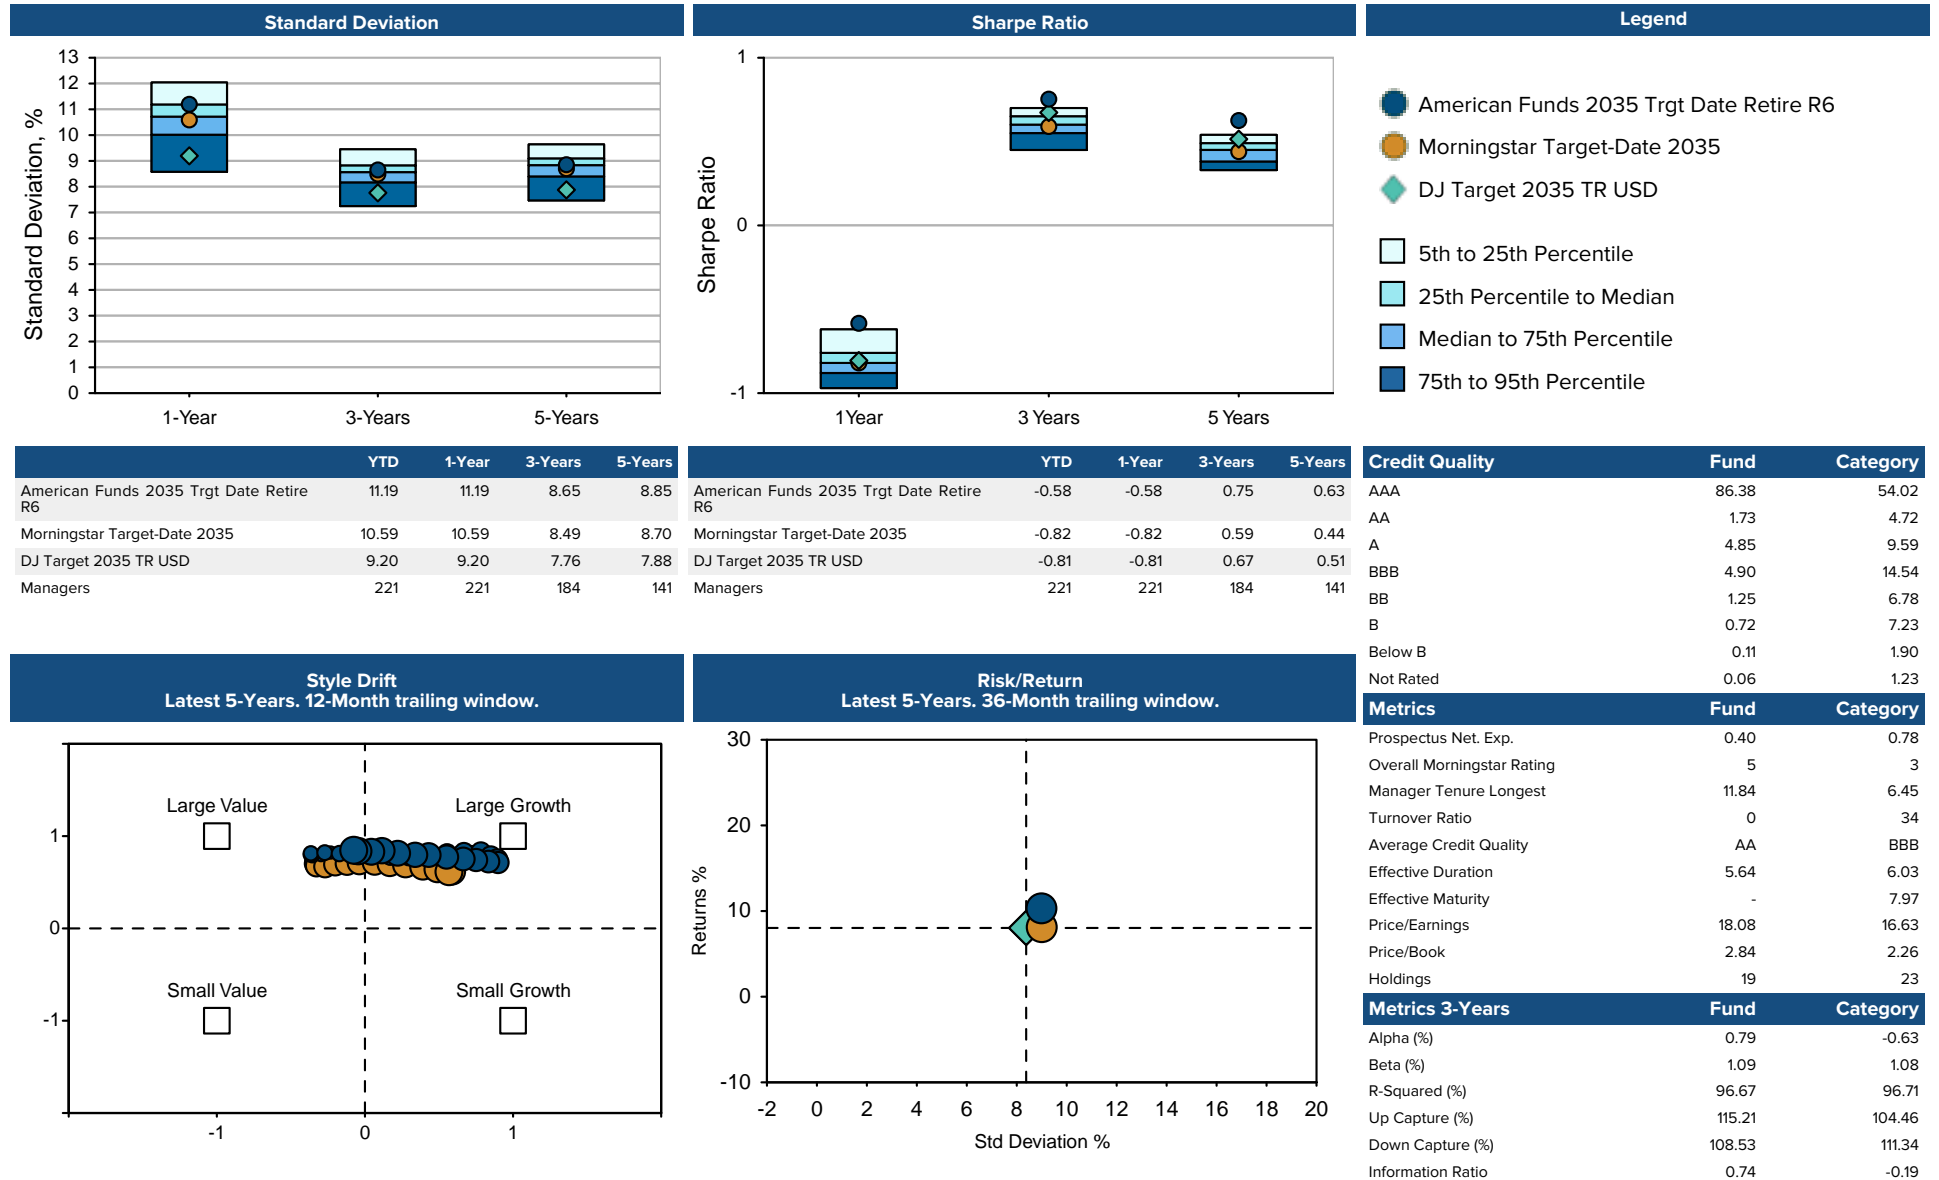 Standard Deviation
13
12
11
10
9
8
7
6
5
4
3
2
1
0
Standard Deviation, %
1-Year 3-Years 5-Years
Sharpe Ratio
1
0
-1
Sharpe Ratio
1 Year 3 Years 5 Years
Legend
American Funds 2035 Trgt Date Retire R6
Morningstar Target-Date 2035
DJ Target 2035 TR USD
5th to 25th Percentile
25th Percentile to Median
Median to 75th Percentile
75th to 95th Percentile
YTD 1-Year 3-Years 5-Years
American Funds 2035 Trgt Date Retire 11.19 11.19 8.65 8.85
R6
Morningstar Target-Date 2035 10.59 10.59 8.49 8.70
DJ Target 2035 TR USD 9.20 9.20 7.76 7.88
Managers 221 221 184 141
YTD 1-Year 3-Years 5-Years
American Funds 2035 Trgt Date Retire -0.58 -0.58 0.75 0.63
R6
Morningstar Target-Date 2035 -0.82 -0.82 0.59 0.44
DJ Target 2035 TR USD -0.81 -0.81 0.67 0.51
Managers 221 221 184 141
Credit Quality Fund Category
AAA 86.38 54.02
AA 1.73 4.72
A 4.85 9.59
BBB 4.90 14.54
BB 1.25 6.78
B 0.72 7.23
Below B 0.11 1.90
Not Rated 0.06 1.23
Metrics Fund Category
Prospectus Net. Exp. 0.40 0.78
Overall Morningstar Rating 5 3
Manager Tenure Longest 11.84 6.45
Turnover Ratio 0 34
Average Credit Quality AA BBB
Effective Duration 5.64 6.03
Effective Maturity - 7.97
Price/Earnings 18.08 16.63
Price/Book 2.84 2.26
Holdings 19 23
Metrics 3-Years Fund Category
Alpha (%) 0.79 -0.63
Beta (%) 1.09 1.08
R-Squared (%) 96.67 96.71
Up Capture (%) 115.21 104.46
Down Capture (%) 108.53 111.34
Information Ratio 0.74 -0.19
Style Drift
Latest 5-Years. 12-Month trailing window.
Large Value Large Growth
1
0
Small Value Small Growth
-1
-1 0 1
Risk/Return
Latest 5-Years. 36-Month trailing window.
30
20
10
0
-10
Returns %
-2 0 2 4 6 8 10 12 14 16 18 20
Std Deviation %